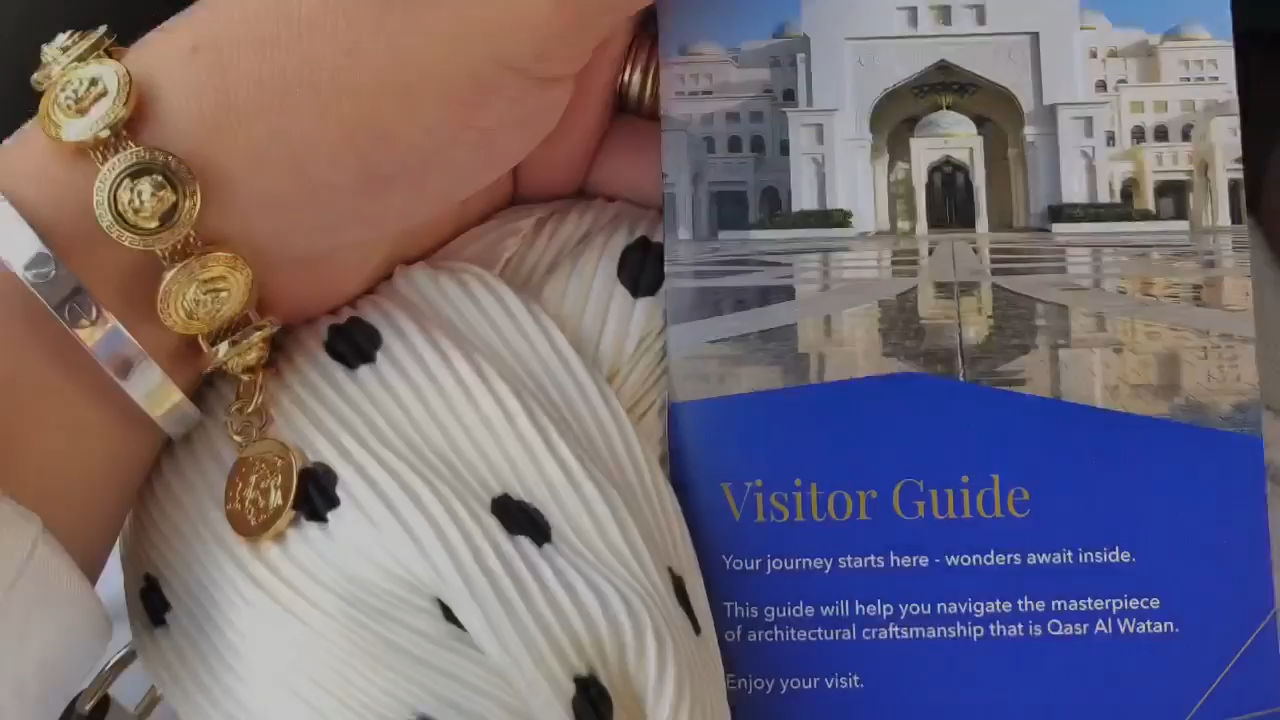 Visitor Guide
Your journey starts here - wonders await inside.
This guide will help you navigate the masterpiece
of architectural craftsmanship that is Qasr Al Watan.
Enjoy your visit.